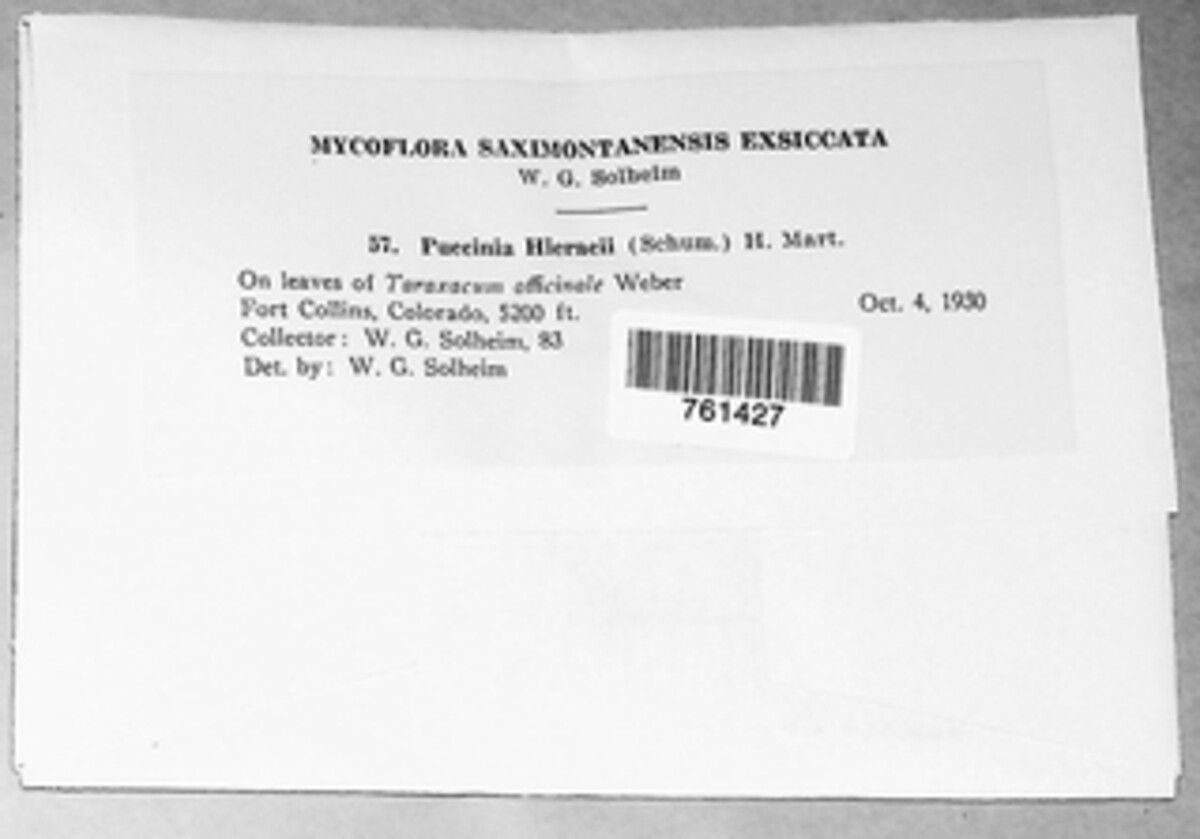 MYCOFLORA SAXIMONTANENSIS EXSICCATA
W. G. Solheim
57. Puccinia Hieracii (Schum.) H. Mart.
On leaves of Taraxacum officinale Weber
Fort Collins, Colorado, 5200 ft.
Oct. 4, 1930
Collector: W. G. Solheim, 83
Det. by: W. G. Solheim
761427